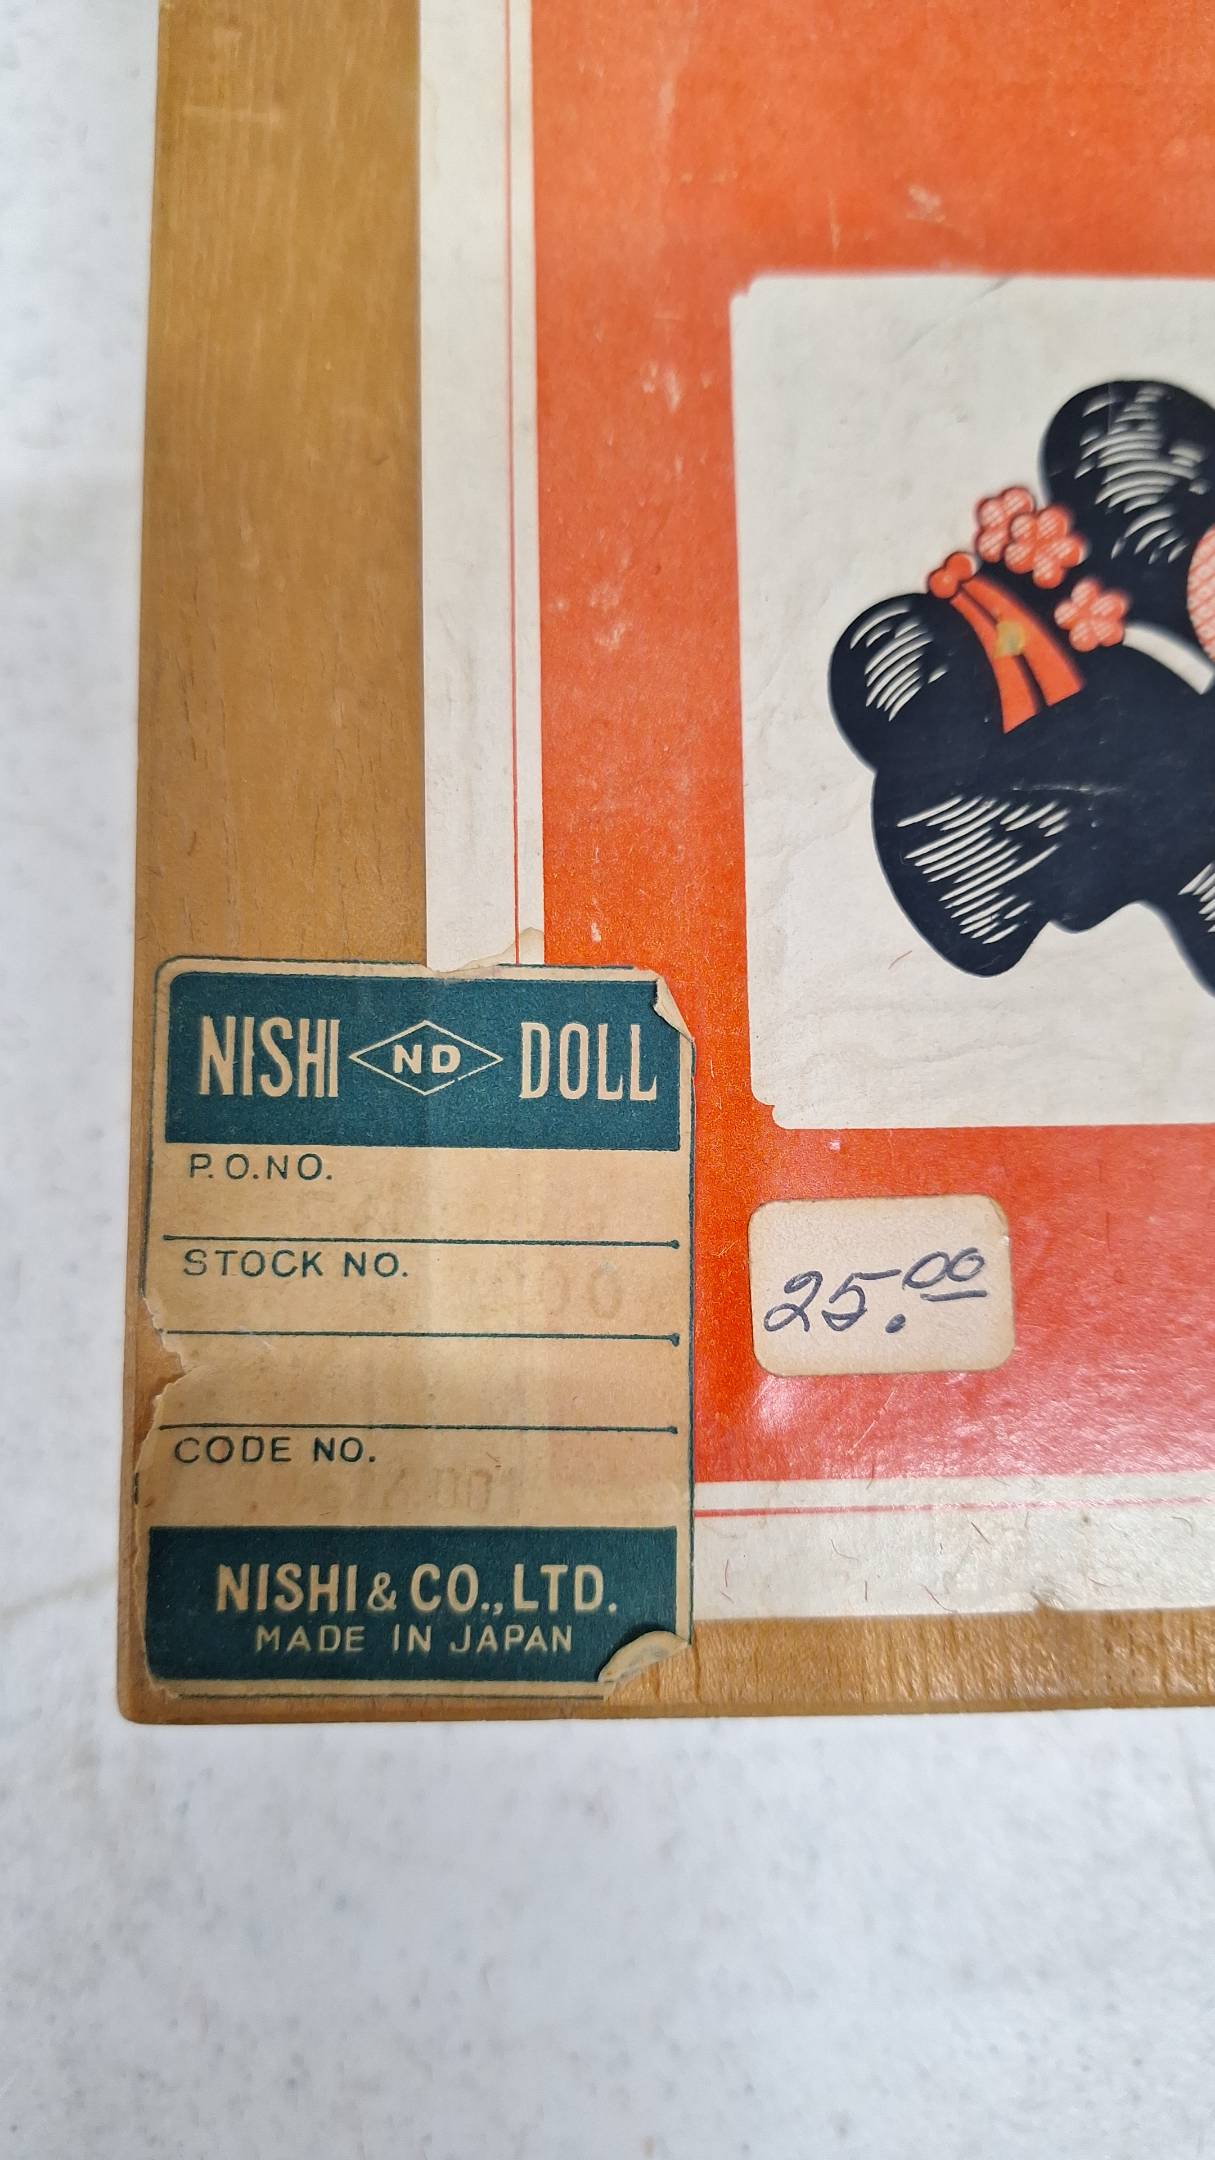 NISHI ND DOLL
P.O.NO.
STOCK NO.
CODE NO.
NISHI & CO., LTD.
MADE IN JAPAN
25.00